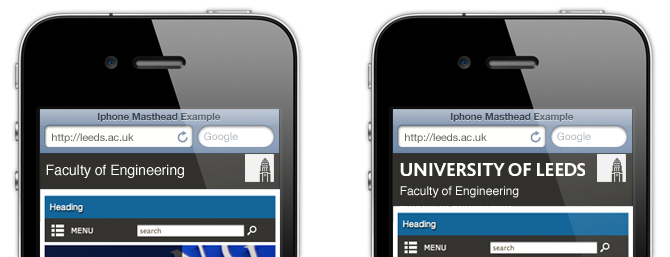 Iphone Masthead Example
http://leeds.ac.uk
Google
Faculty of Engineering
Heading
MENU
search
Iphone Masthead Example
http://leeds.ac.uk
Google
UNIVERSITY OF LEEDS
Faculty of Engineering
Heading
MENU
search